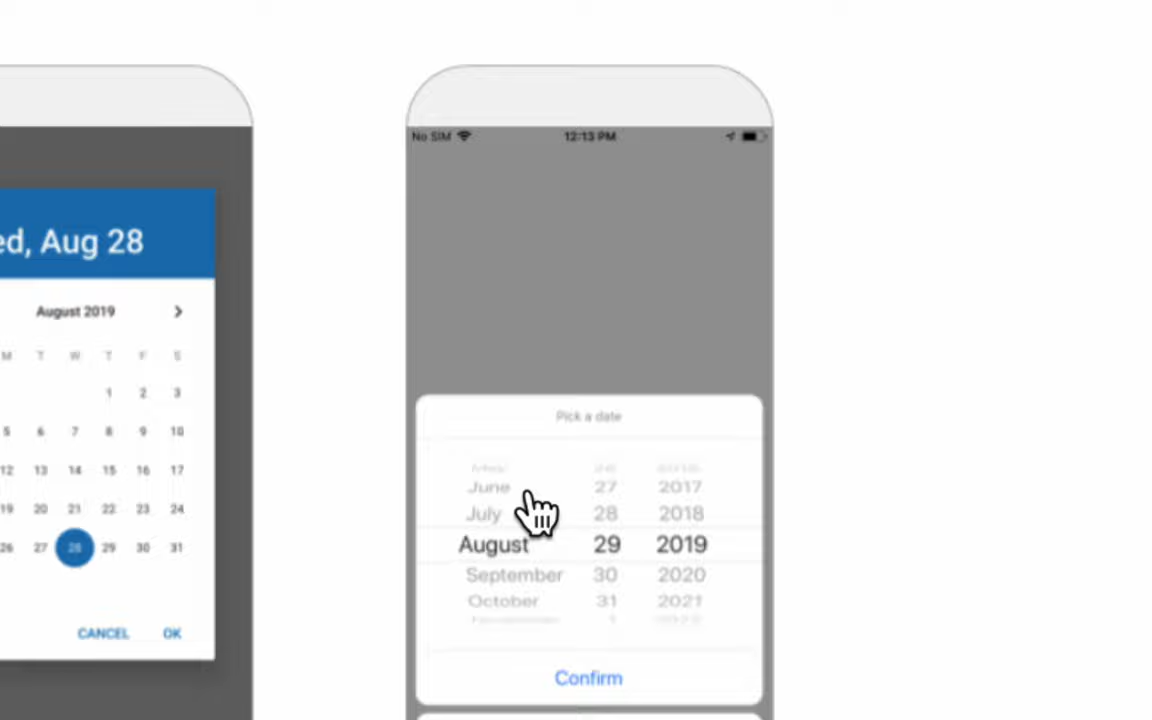 ed, Aug 28
August 2019 >
M T W T F S
1 2 3
5 6 7 8 9 10
12 13 14 15 16 17
19 20 21 22 23 24
26 27 28 29 30 31
CANCEL OK
No SIM 12:13 PM
Pick a date
June 27 2017
July 28 2018
August 29 2019
September 30 2020
October 31 2021
1
Confirm